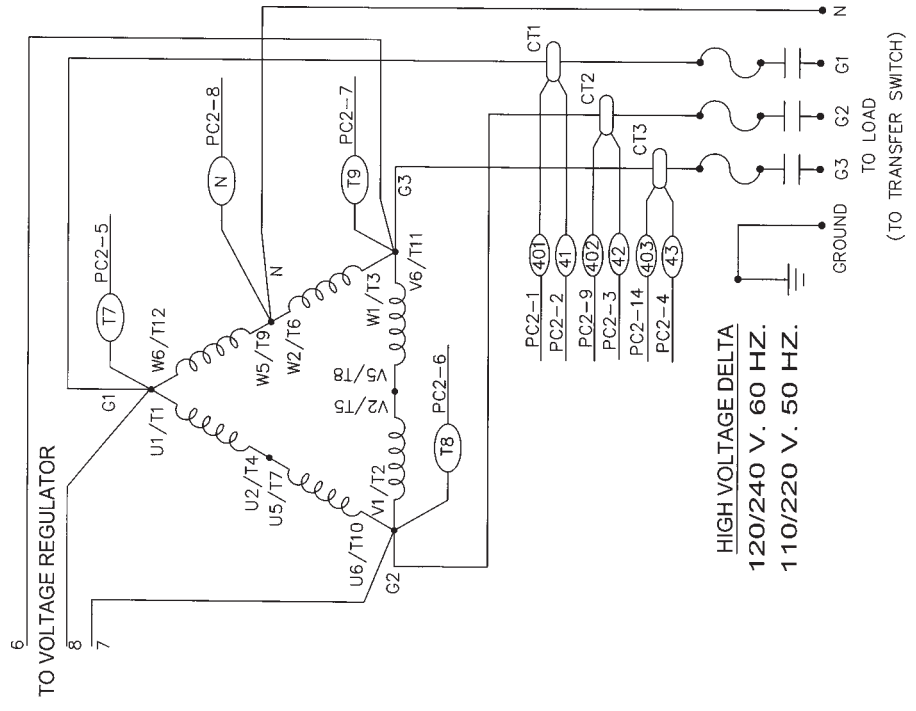 6
TO VOLTAGE REGULATOR
8
7
G1
T7
PC2-5
U1/T1
W6/T12
U2/T4
U5/T7
W5/T9
W2/T6
N
N
PC2-8
U6/T10
G2
V1/T2
V2/T5
V5/T8
W1/T3
V6/T11
G3
T9
PC2-7
T8
PC2-6
CT1
CT2
CT3
PC2-1 401
PC2-2 41
PC2-9 402
PC2-3 42
PC2-14 403
PC2-4 43
N
G1
G2
G3
GROUND
TO LOAD
(TO TRANSFER SWITCH)
HIGH VOLTAGE DELTA
120/240 V. 60 HZ.
110/220 V. 50 HZ.